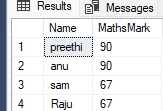 Results Messages
Name MathsMark
1 preethi 90
2 anu 90
3 sam 67
4 Raju 67